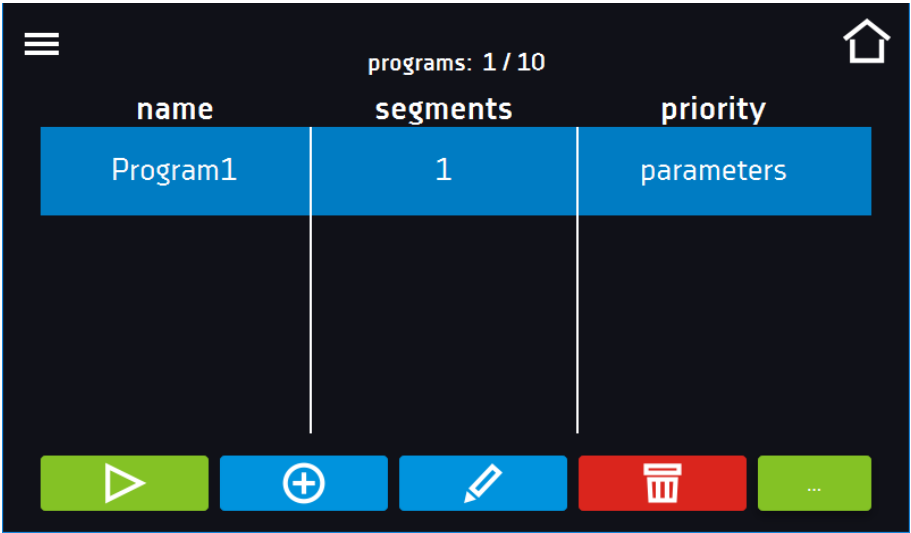 programs: 1 / 10
name segments priority
Program1 1 parameters
...